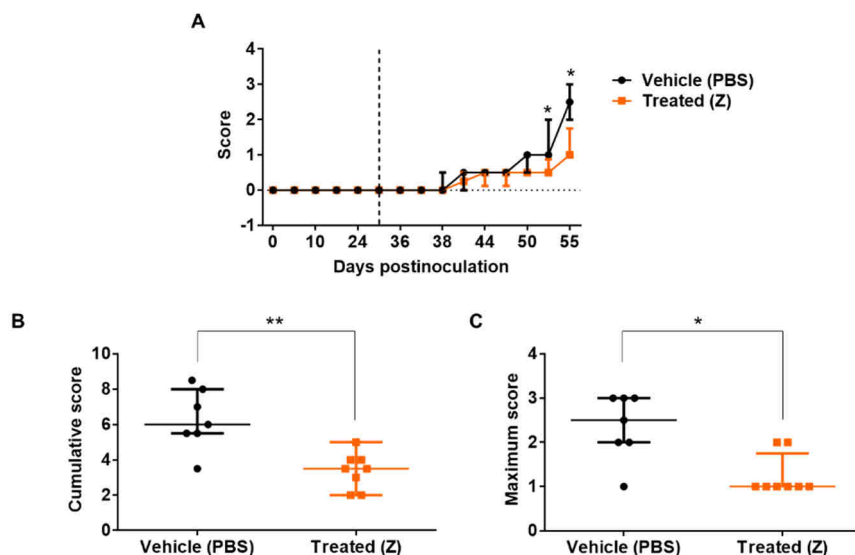 A
4
3
2
1
0
-1
Score
0 10 24 36 38 44 50 55
Days postinoculation
* *
Vehicle (PBS)
Treated (Z)
B
**
10
8
6
4
2
0
Cumulative score
Vehicle (PBS) Treated (Z)
C
*
4
3
2
1
0
Maximum score
Vehicle (PBS) Treated (Z)